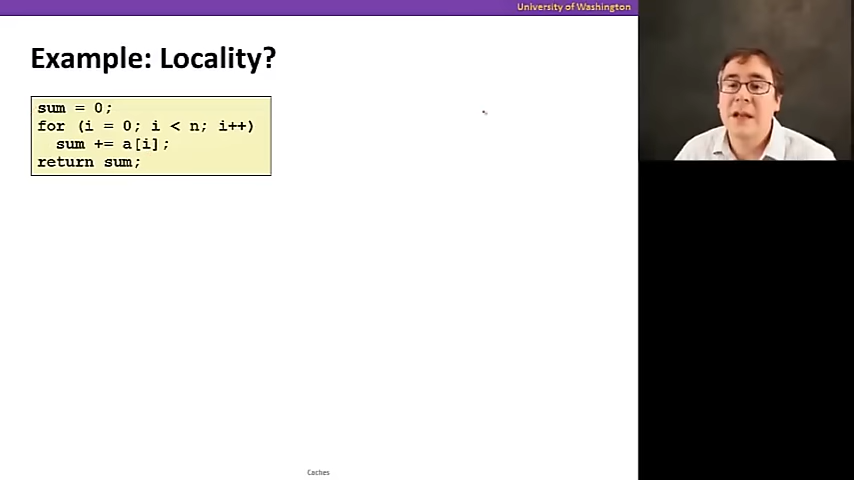 University of Washington
Example: Locality?
sum = 0;
for (i = 0; i < n; i++)
  sum += a[i];
return sum;
Caches